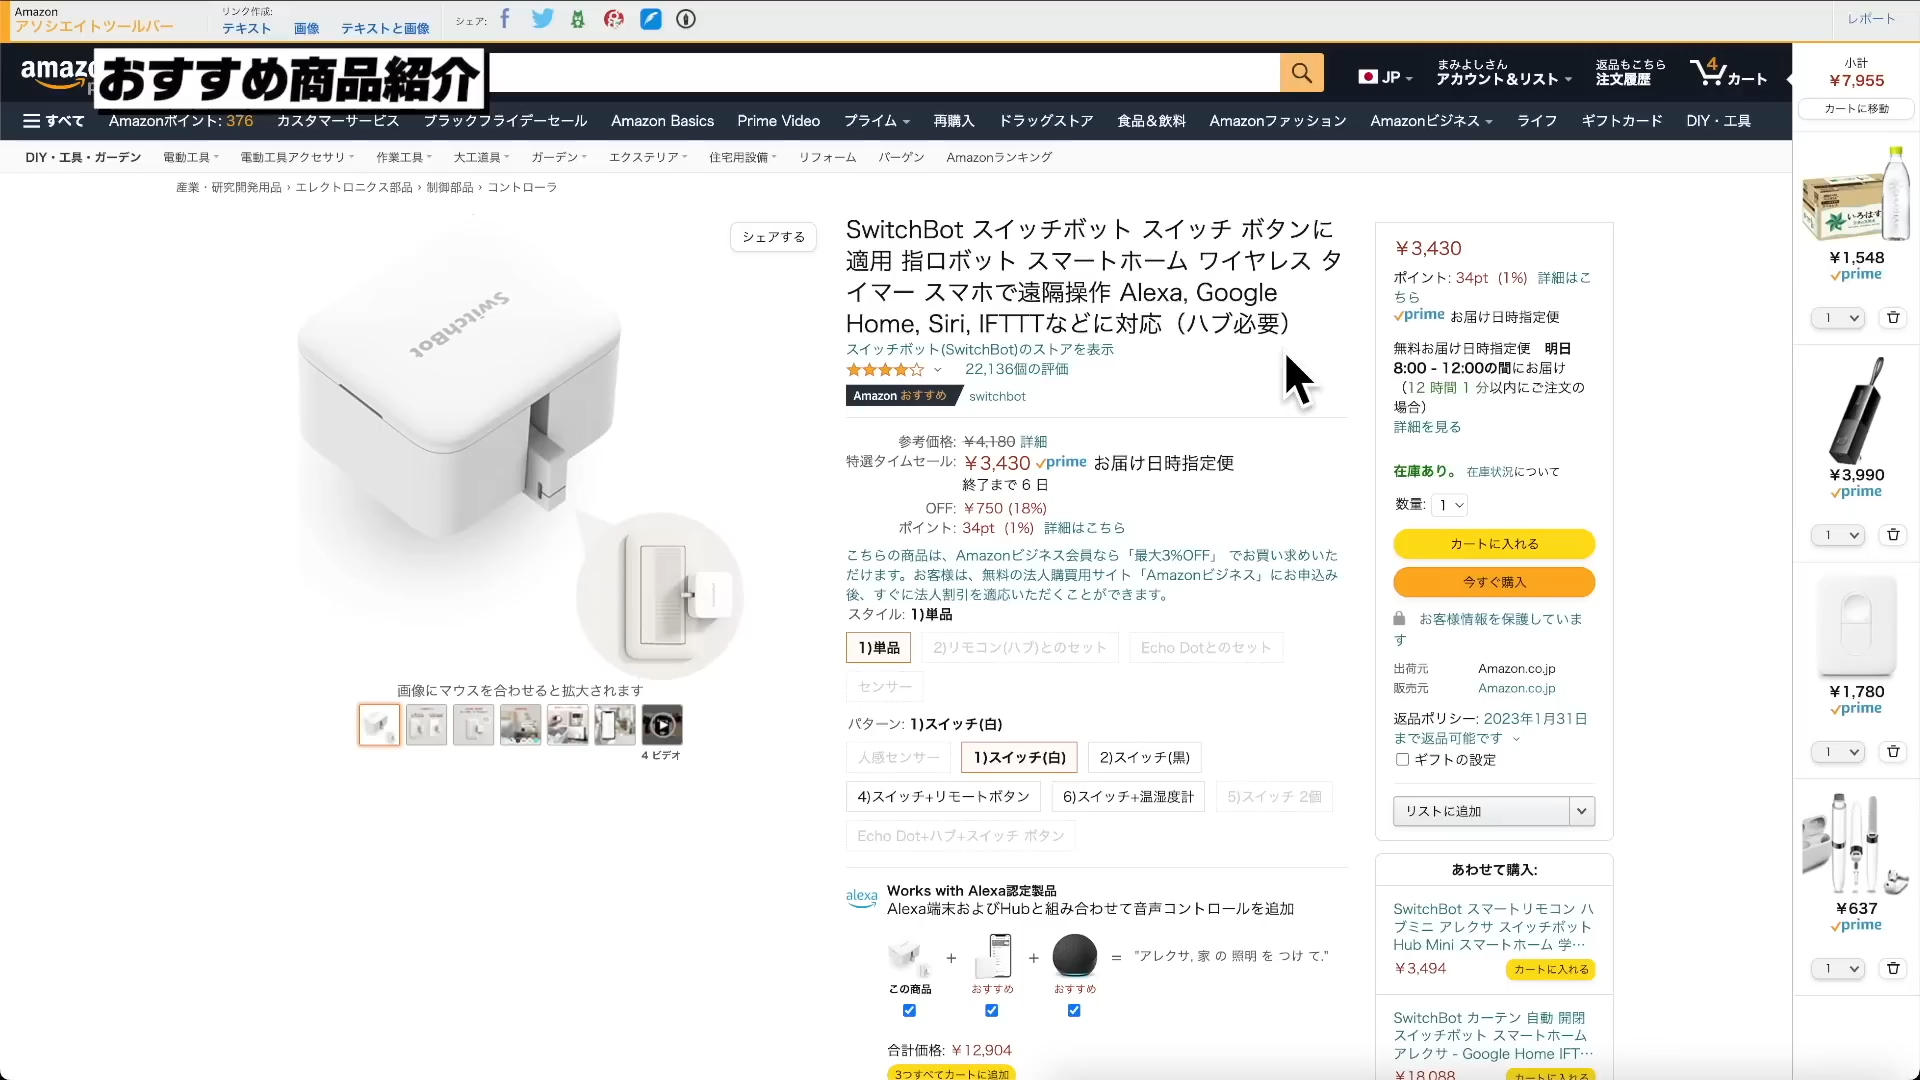 Amazon
アソシエイトツールバー
リンク作成:
テキスト 画像 テキストと画像
シェア:
レポート
おすすめ商品紹介
JP
まみよしさん
アカウント＆リスト
返品もこちら
注文履歴
4
カート
すべて Amazonポイント: 376 カスタマーサービス ブラックフライデーセール Amazon Basics Prime Video プライム 再購入 ドラッグストア 食品＆飲料 Amazonファッション Amazonビジネス ライフ ギフトカード DIY・工具
DIY・工具・ガーデン 電動工具 電動工具アクセサリ 作業工具 大工道具 ガーデン エクステリア 住宅用設備 リフォーム バーゲン Amazonランキング
産業・研究開発用品 › エレクトロニクス部品 › 制御部品 › コントローラ
シェアする
SwitchBot
画像にマウスを合わせると拡大されます
4 ビデオ
SwitchBot スイッチボット スイッチ ボタンに
適用 指ロボット スマートホーム ワイヤレス タ
イマー スマホで遠隔操作 Alexa, Google
Home, Siri, IFTTTなどに対応（ハブ必要）
スイッチボット(SwitchBot)のストアを表示
22,136個の評価
Amazon おすすめ switchbot
参考価格: ￥4,180 詳細
特選タイムセール: ￥3,430 prime お届け日時指定便
終了まで 6 日
OFF: ￥750 (18%)
ポイント: 34pt (1%) 詳細はこちら
こちらの商品は、Amazonビジネス会員なら「最大3%OFF」 でお買い求めいた
だけます。お客様は、無料の法人購買用サイト「Amazonビジネス」にお申込み
後、すぐに法人割引を適応いただくことができます。
スタイル: 1)単品
1)単品 2)リモコン(ハブ)とのセット Echo Dotとのセット
センサー
パターン: 1)スイッチ(白)
人感センサー 1)スイッチ(白) 2)スイッチ(黒)
4)スイッチ+リモートボタン 6)スイッチ+温湿度計 5)スイッチ 2個
Echo Dot+ハブ+スイッチ ボタン
alexa
Works with Alexa認定製品
Alexa端末およびHubと組み合わせて音声コントロールを追加
+ + = "アレクサ, 家 の 照明 を つけ て."
この商品 おすすめ おすすめ
合計価格: ￥12,904
3つすべてカートに追加
￥3,430
ポイント: 34pt (1%) 詳細はこ
ちら
prime お届け日時指定便
無料お届け日時指定便 明日
8:00 - 12:00の間にお届け
（12 時間 1 分以内にご注文の
場合）
詳細を見る
在庫あり。 在庫状況について
数量: 1
カートに入れる
今すぐ購入
お客様情報を保護していま
す
出荷元 Amazon.co.jp
販売元 Amazon.co.jp
返品ポリシー: 2023年1月31日
まで返品可能です
ギフトの設定
リストに追加
あわせて購入:
SwitchBot スマートリモコン ハ
ブミニ アレクサ スイッチボット
Hub Mini スマートホーム 学…
￥3,494 カートに入れる
SwitchBot カーテン 自動 開閉
スイッチボット スマートホーム
アレクサ - Google Home IFT…
￥18,088 カートに入れる
小計
￥7,955
カートに移動
い・ろ・は・す
￥1,548
prime
1
￥3,990
prime
1
￥1,780
prime
1
￥637
prime
1